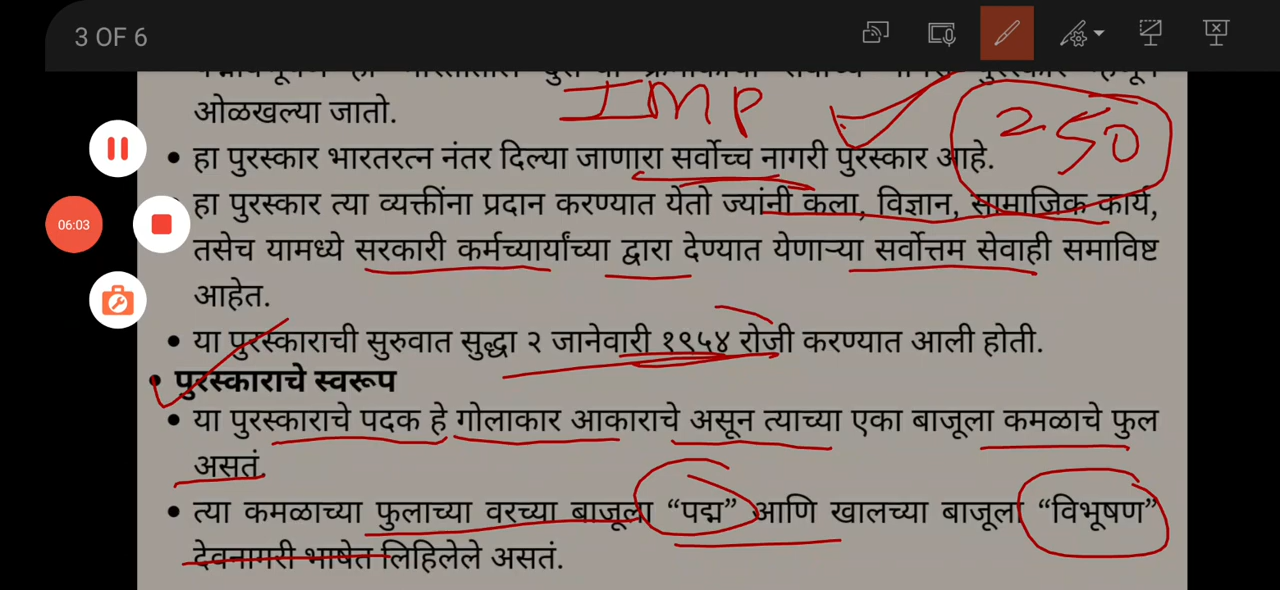 3 OF 6
ओळखल्या जातो.
IMP
250
• हा पुरस्कार भारतरत्न नंतर दिल्या जाणारा सर्वोच्च नागरी पुरस्कार आहे.
हा पुरस्कार त्या व्यक्तींना प्रदान करण्यात येतो ज्यांनी कला, विज्ञान, सामाजिक कार्य,
तसेच यामध्ये सरकारी कर्मच्यार्यांच्या द्वारा देण्यात येणाऱ्या सर्वोत्तम सेवाही समाविष्ट
आहेत.
06:03
• या पुरस्काराची सुरुवात सुद्धा २ जानेवारी १९५४ रोजी करण्यात आली होती.
• पुरस्काराचे स्वरूप
• या पुरस्काराचे पदक हे गोलाकार आकाराचे असून त्याच्या एका बाजूला कमळाचे फुल
असतं.
• त्या कमळाच्या फुलाच्या वरच्या बाजूला “पद्म” आणि खालच्या बाजूला “विभूषण”
देवनागरी भाषेत लिहिलेले असतं.